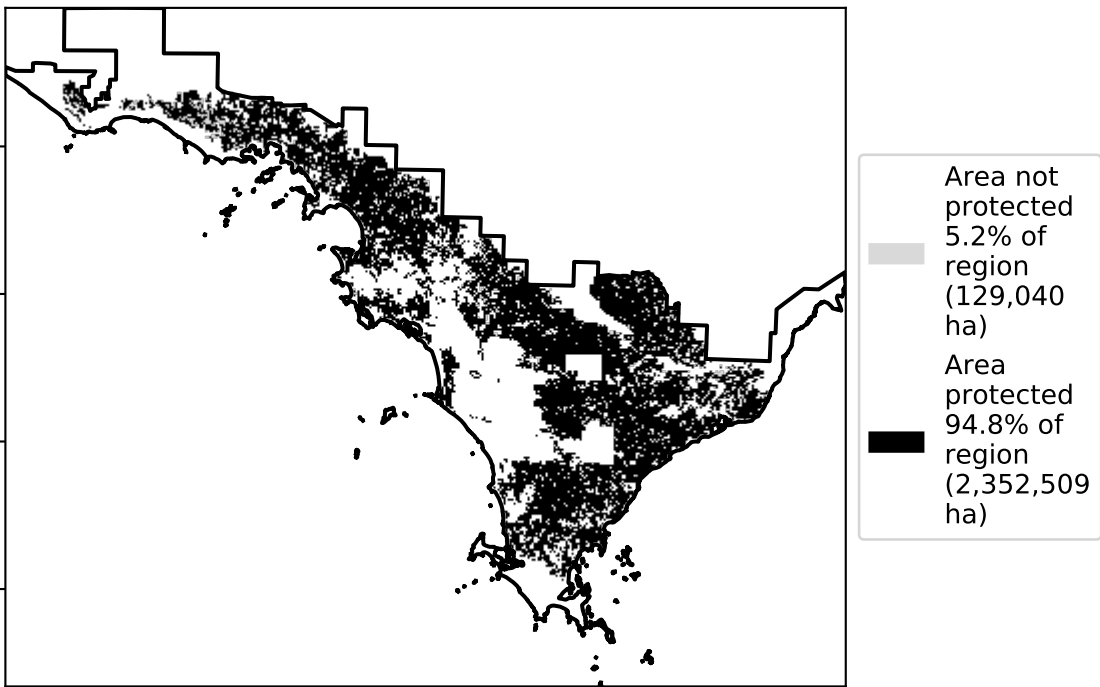 Area not
protected
5.2% of
region
(129,040
ha)
Area
protected
94.8% of
region
(2,352,509
ha)